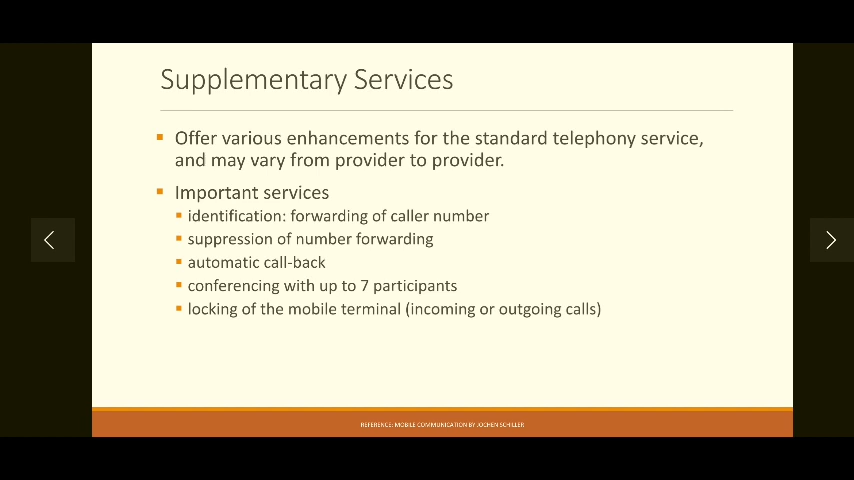 Supplementary Services
Offer various enhancements for the standard telephony service,
and may vary from provider to provider.
Important services
identification: forwarding of caller number
suppression of number forwarding
automatic call-back
conferencing with up to 7 participants
locking of the mobile terminal (incoming or outgoing calls)
REFERENCE: MOBILE COMMUNICATION BY JOCHEN SCHILLER